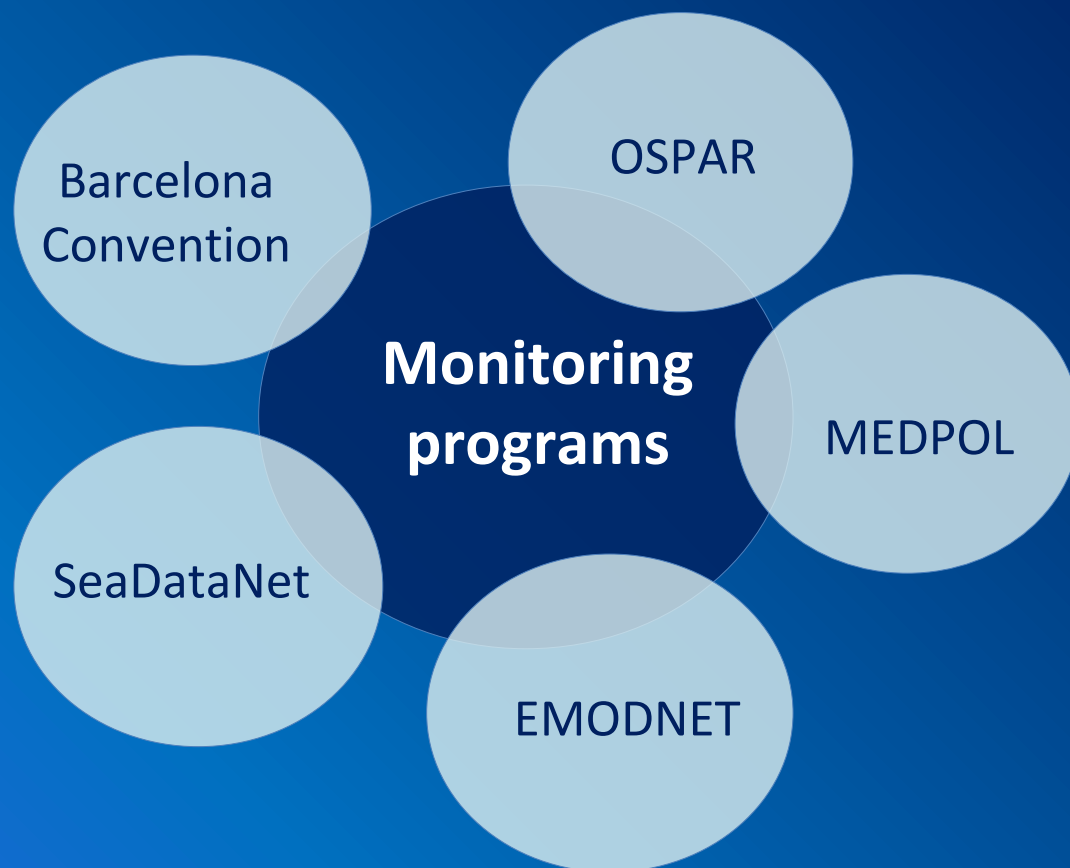 OSPAR
Barcelona
Convention
Monitoring
programs
MEDPOL
SeaDataNet
EMODNET